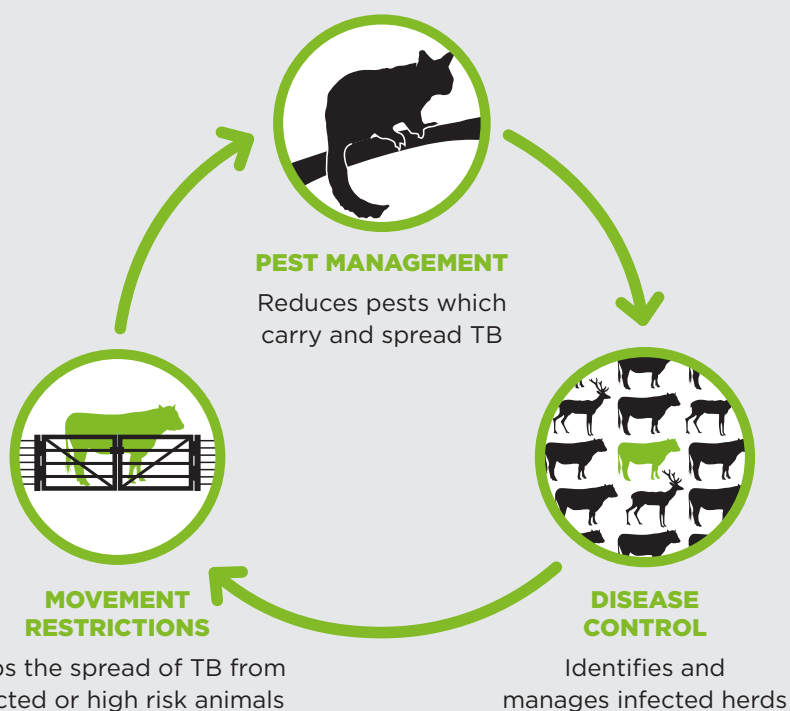 PEST MANAGEMENT
Reduces pests which
carry and spread TB
MOVEMENT
RESTRICTIONS
the spread of TB from
or high risk animals
DISEASE
CONTROL
Identifies and
manages infected herds